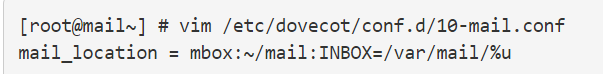 [root@mail~] # vim /etc/dovecot/conf.d/10-mail.conf
mail_location = mbox:~/mail:INBOX=/var/mail/%u